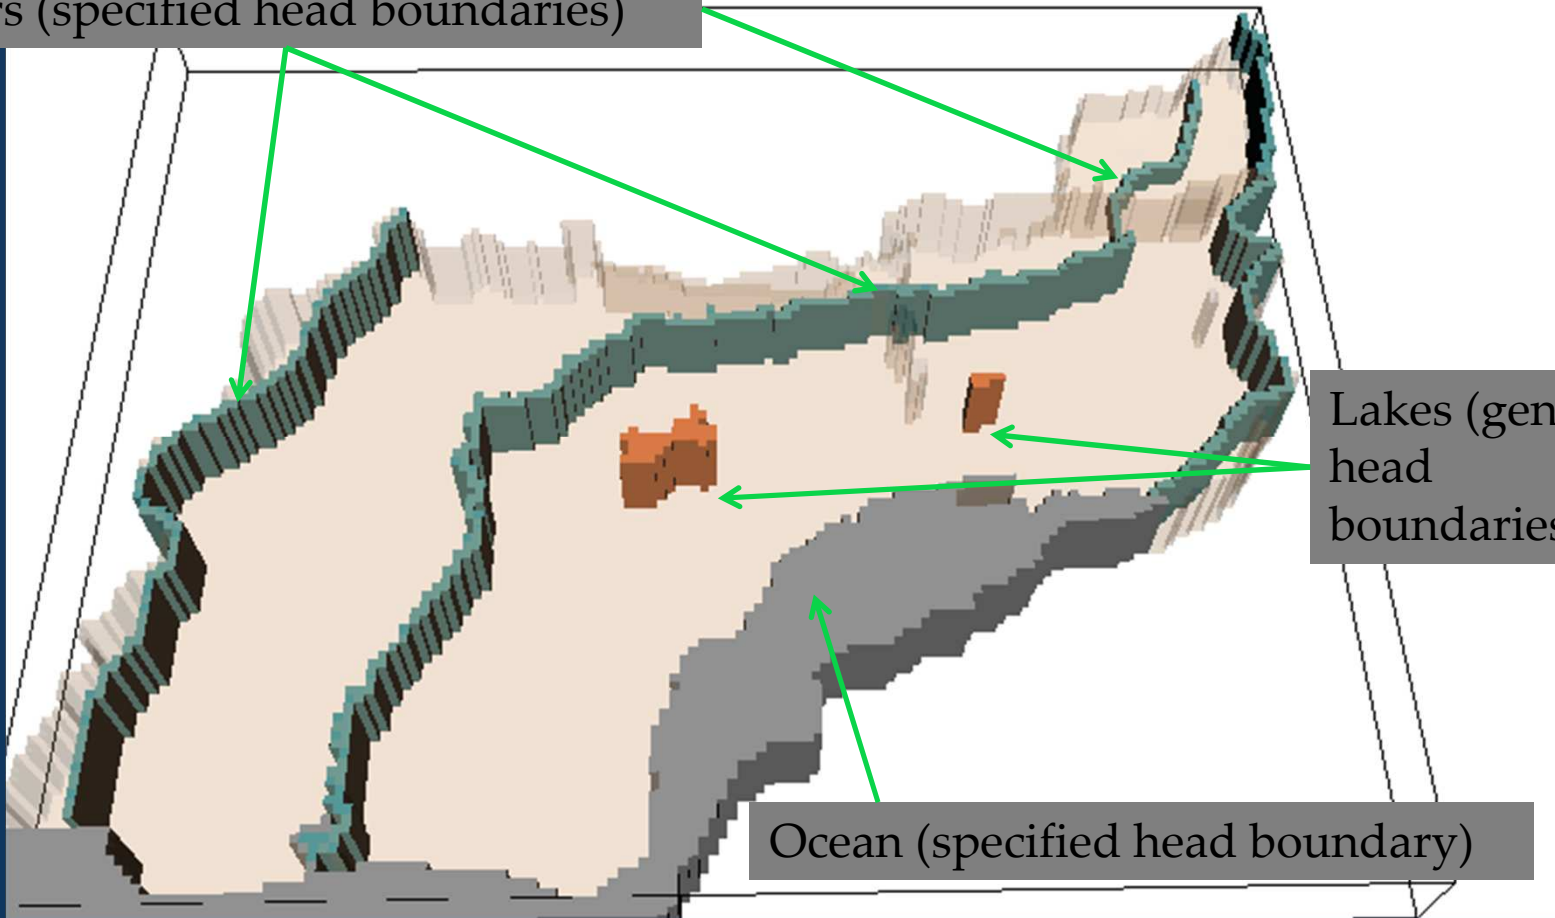 (specified head boundaries)
Lakes (gen
head
boundaries
Ocean (specified head boundary)